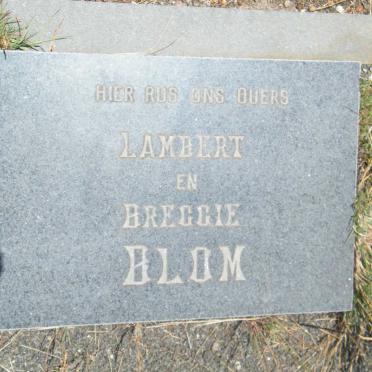 HIER RUS ONS OUERS
LAMBERT
EN
BREGGIE
BLOM